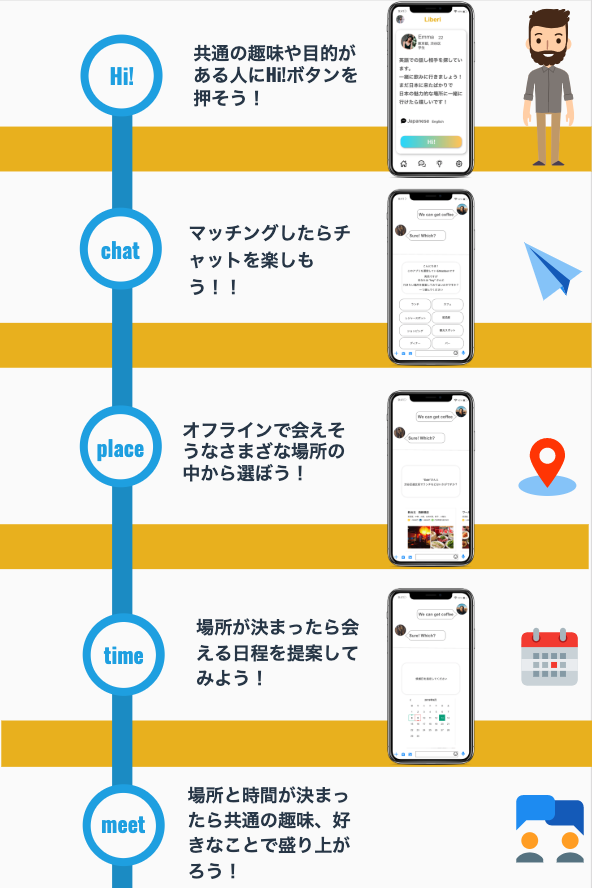 Hi!
共通の趣味や目的が
ある人にHi!ボタンを
押そう！
Liberi
Emma 22
英語での話し相手を探してい
ます。
一緒に飲みに行きましょう！
まだ日本に来たばかりで
日本の魅力的な場所に一緒に
行けたら嬉しいです！
Japanese English
Hi!
chat
マッチングしたらチ
ャットを楽しも
う！！
We can get coffee
Sure! Which?
place
オフラインで会えそ
うなさまざな場所の
中から選ぼう！
We can get coffee
Sure! Which?
time
場所が決まったら会
える日程を提案して
みよう！
We can get coffee
Sure! Which?
meet
場所と時間が決まっ
たら共通の趣味、好
きなことで盛り上が
ろう！